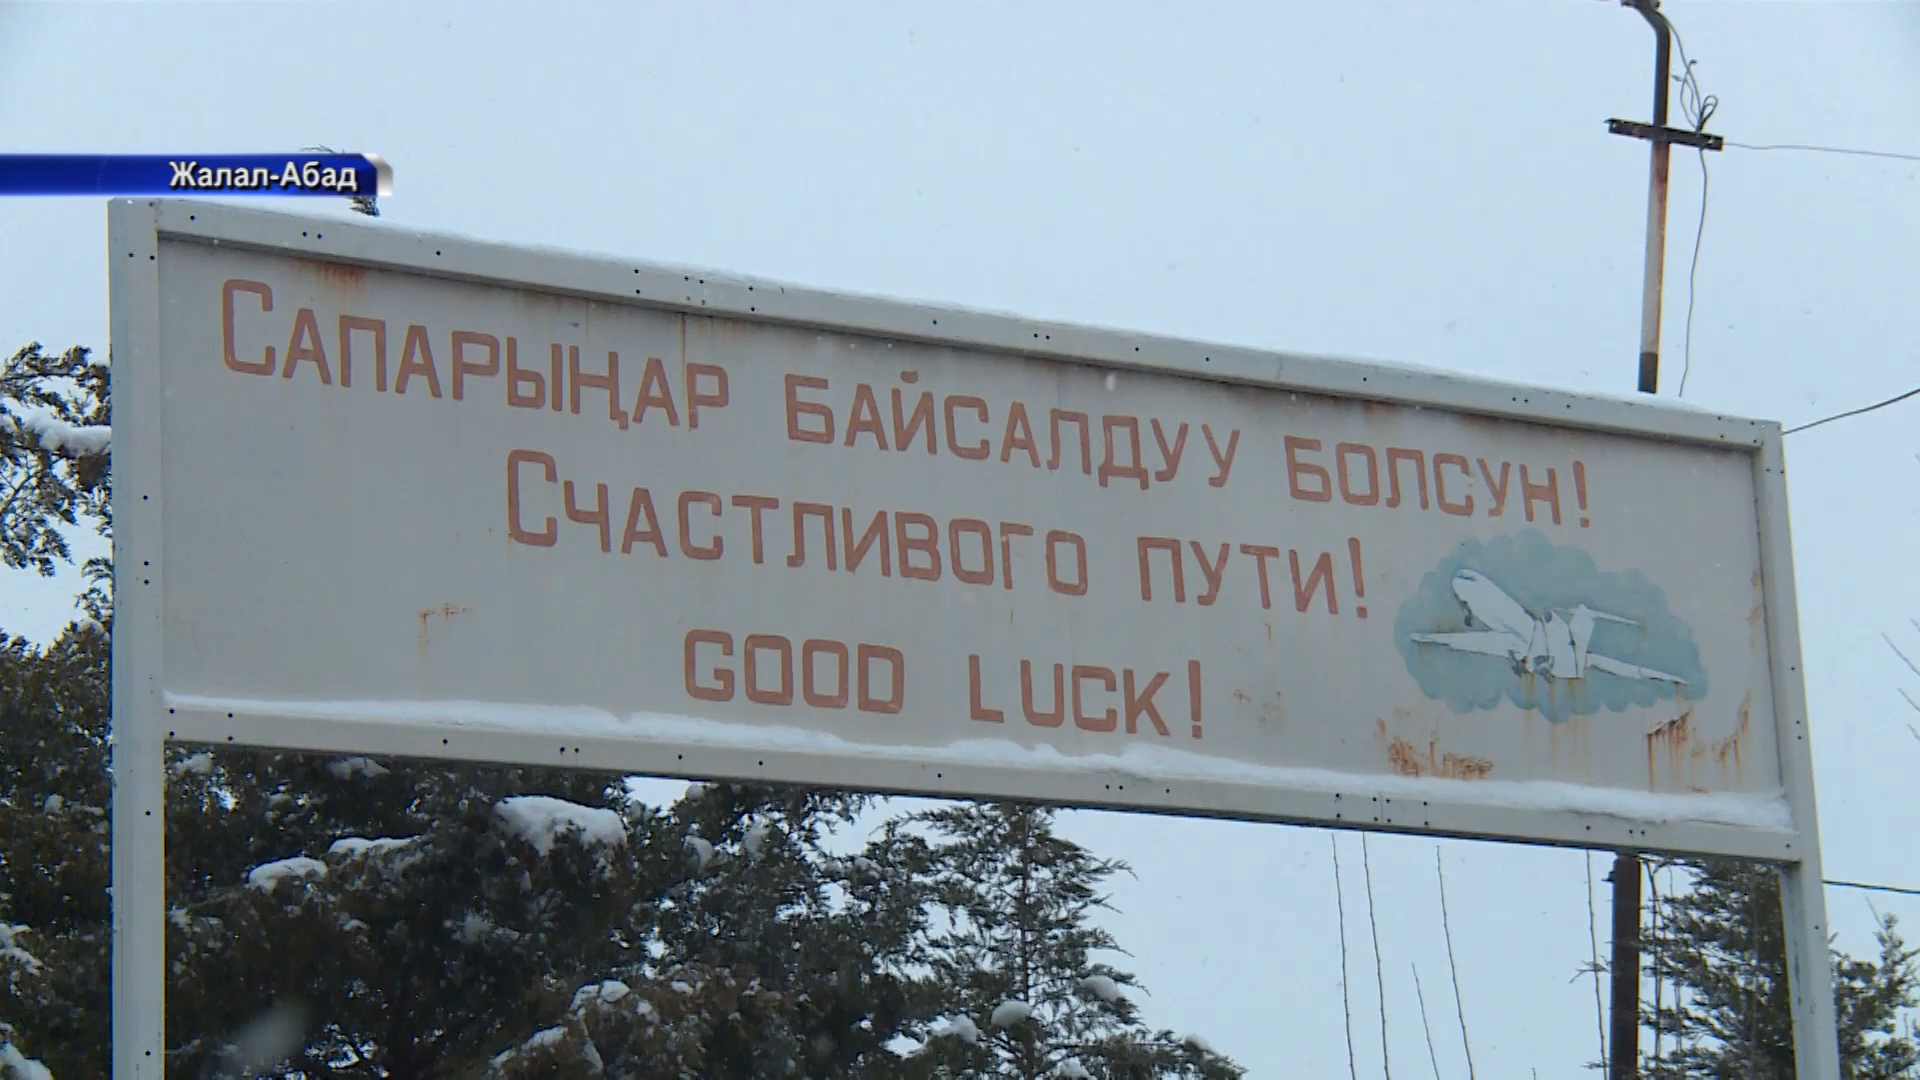 Жалал-Абад
Сапарыңар байсалдуу болсун!
Счастливого пути!
GOOD LUCK!